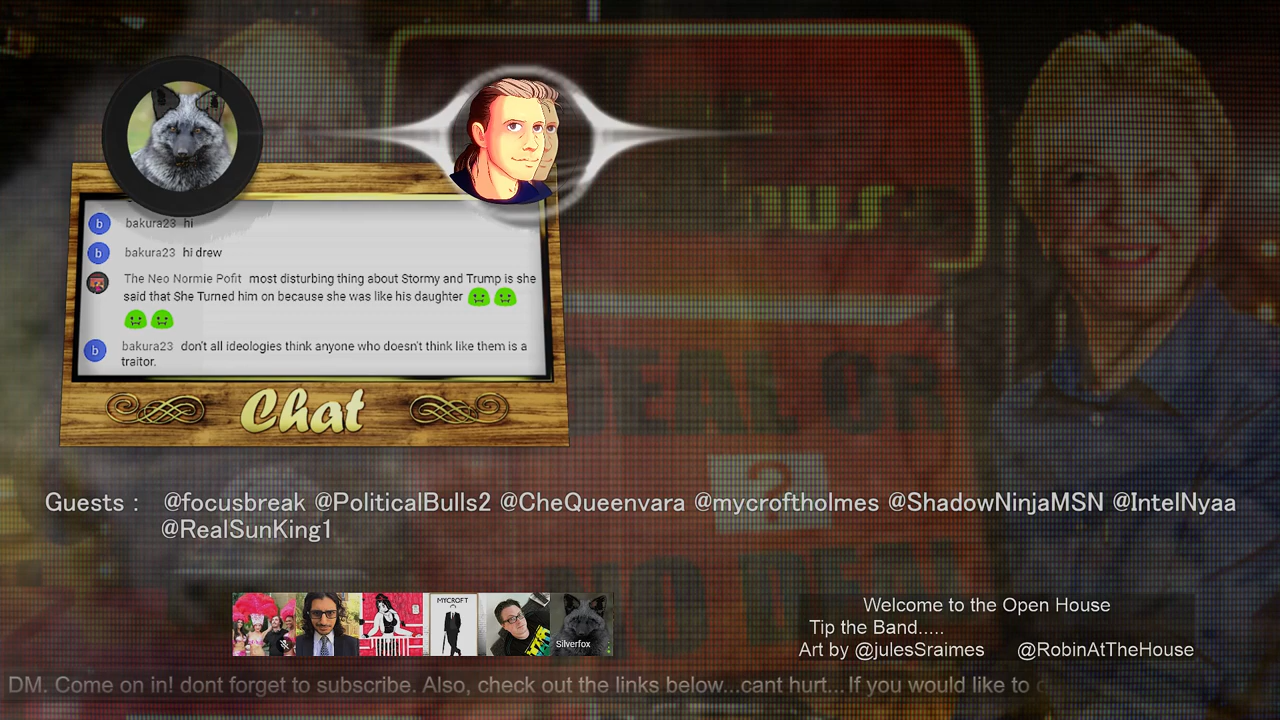 bakura23 hi
bakura23 hi drew
The Neo Normie Pofit most disturbing thing about Stormy and Trump is she
said that She Turned him on because she was like his daughter
bakura23 don't all ideologies think anyone who doesn't think like them is a
traitor.
Chat
DEAL OR
?
NO
Guests : @focusbreak @PoliticalBulls2 @CheQueenvara @mycroftholmes @ShadowNinjaMSN @IntelNyaa
@RealSunKing1
MYCROFT
Silverfox
Welcome to the Open House
Tip the Band.....
Art by @julesSraimes @RobinAtTheHouse
DM. Come on in! dont forget to subscribe. Also, check out the links below...cant hurt... If you would like to